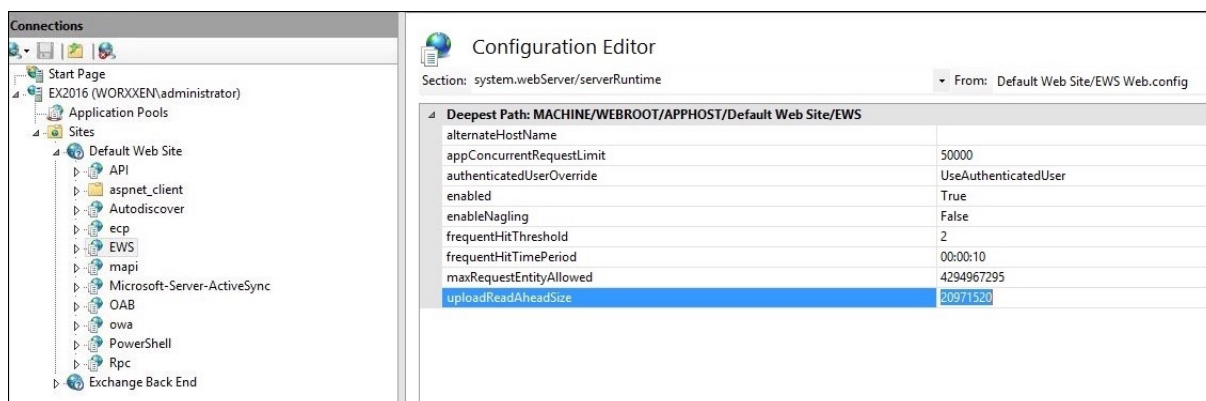 Connections
Start Page
EX2016 (WORXXEN\administrator)
Application Pools
Sites
Default Web Site
API
aspnet_client
Autodiscover
ecp
EWS
mapi
Microsoft-Server-ActiveSync
OAB
owa
PowerShell
Rpc
Exchange Back End
Configuration Editor
Section: system.webServer/serverRuntime From: Default Web Site/EWS Web.config
Deepest Path: MACHINE/WEBROOT/APPHOST/Default Web Site/EWS
alternateHostName
appConcurrentRequestLimit 50000
authenticatedUserOverride UseAuthenticatedUser
enabled True
enableNagling False
frequentHitThreshold 2
frequentHitTimePeriod 00:00:10
maxRequestEntityAllowed 4294967295
uploadReadAheadSize 20971520